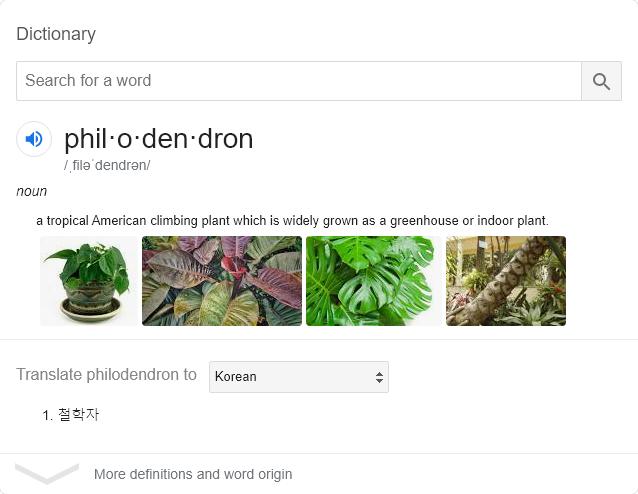 Dictionary
Search for a word
phil·o·den·dron
/ˌfiləˈdendrən/
noun
a tropical American climbing plant which is widely grown as a greenhouse or indoor plant.
Translate philodendron to Korean
1. 철학자
More definitions and word origin